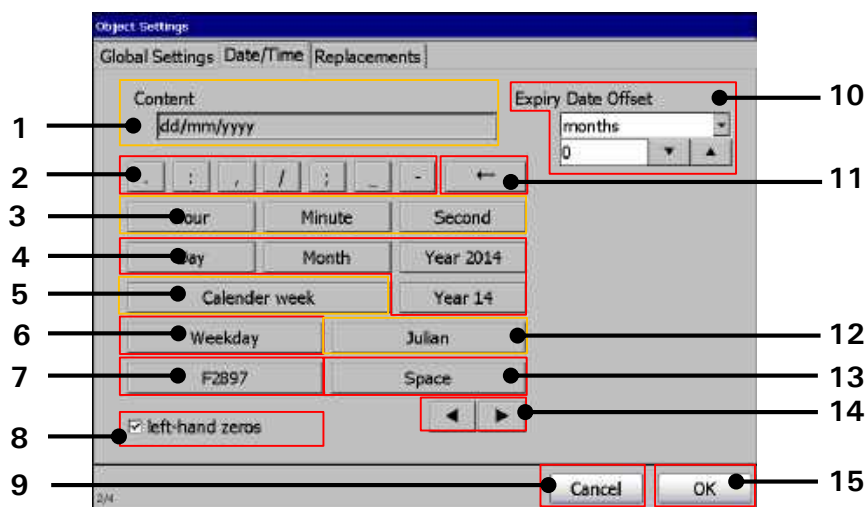 Object Settings
Global Settings Date/Time Replacements
Content
dd/mm/yyyy
Expiry Date Offset
months
0
10
1
. : , / ; _ - ←
2
11
Hour Minute Second
3
Day Month Year 2014
4
Calender week Year 14
5
Weekday Julian
6
12
F2897 Space
7
13
◀ ▶
14
left-hand zeros
8
Cancel OK
9
15
2/4